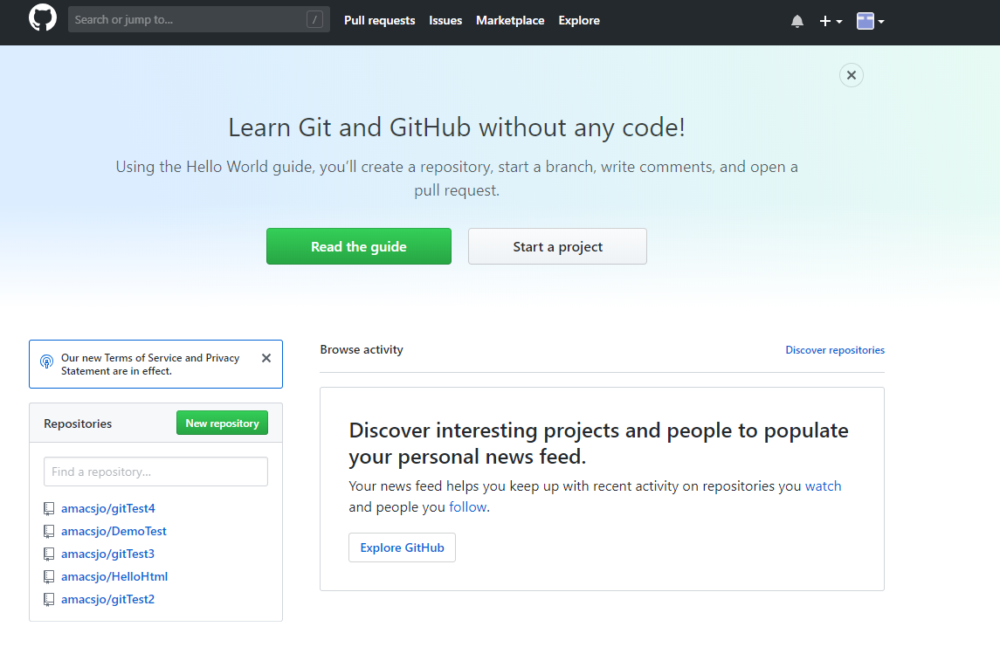 Search or jump to...
/
Pull requests
Issues
Marketplace
Explore
Learn Git and GitHub without any code!
Using the Hello World guide, you’ll create a repository, start a branch, write comments, and open a
pull request.
Read the guide
Start a project
Our new Terms of Service and Privacy
Statement are in effect.
Repositories
New repository
Find a repository...
amacsjo/gitTest4
amacsjo/DemoTest
amacsjo/gitTest3
amacsjo/HelloHtml
amacsjo/gitTest2
Browse activity
Discover repositories
Discover interesting projects and people to populate
your personal news feed.
Your news feed helps you keep up with recent activity on repositories you watch
and people you follow.
Explore GitHub